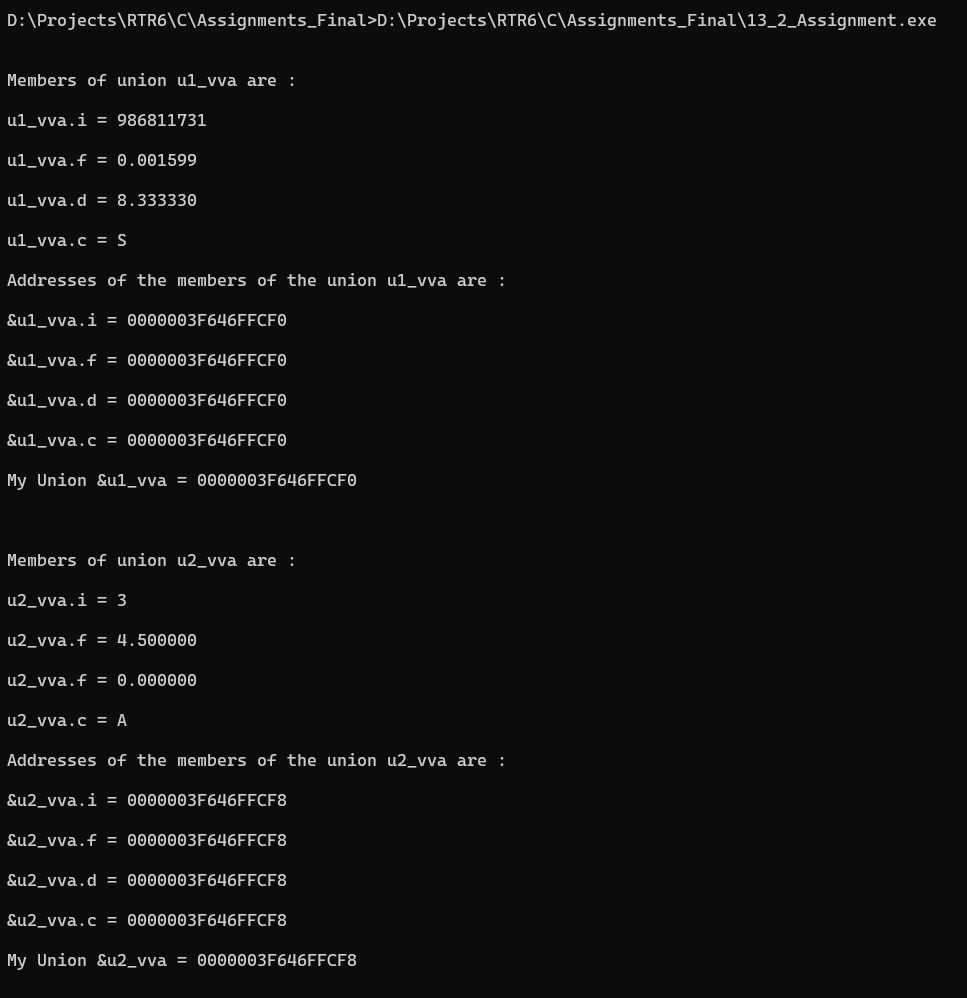 D:\Projects\RTR6\C\Assignments_Final>D:\Projects\RTR6\C\Assignments_Final\13_2_Assignment.exe
Members of union u1_vva are :
u1_vva.i = 986811731
u1_vva.f = 0.001599
u1_vva.d = 8.333330
u1_vva.c = S
Addresses of the members of the union u1_vva are :
&u1_vva.i = 0000003F646FFCF0
&u1_vva.f = 0000003F646FFCF0
&u1_vva.d = 0000003F646FFCF0
&u1_vva.c = 0000003F646FFCF0
My Union &u1_vva = 0000003F646FFCF0
Members of union u2_vva are :
u2_vva.i = 3
u2_vva.f = 4.500000
u2_vva.f = 0.000000
u2_vva.c = A
Addresses of the members of the union u2_vva are :
&u2_vva.i = 0000003F646FFCF8
&u2_vva.f = 0000003F646FFCF8
&u2_vva.d = 0000003F646FFCF8
&u2_vva.c = 0000003F646FFCF8
My Union &u2_vva = 0000003F646FFCF8